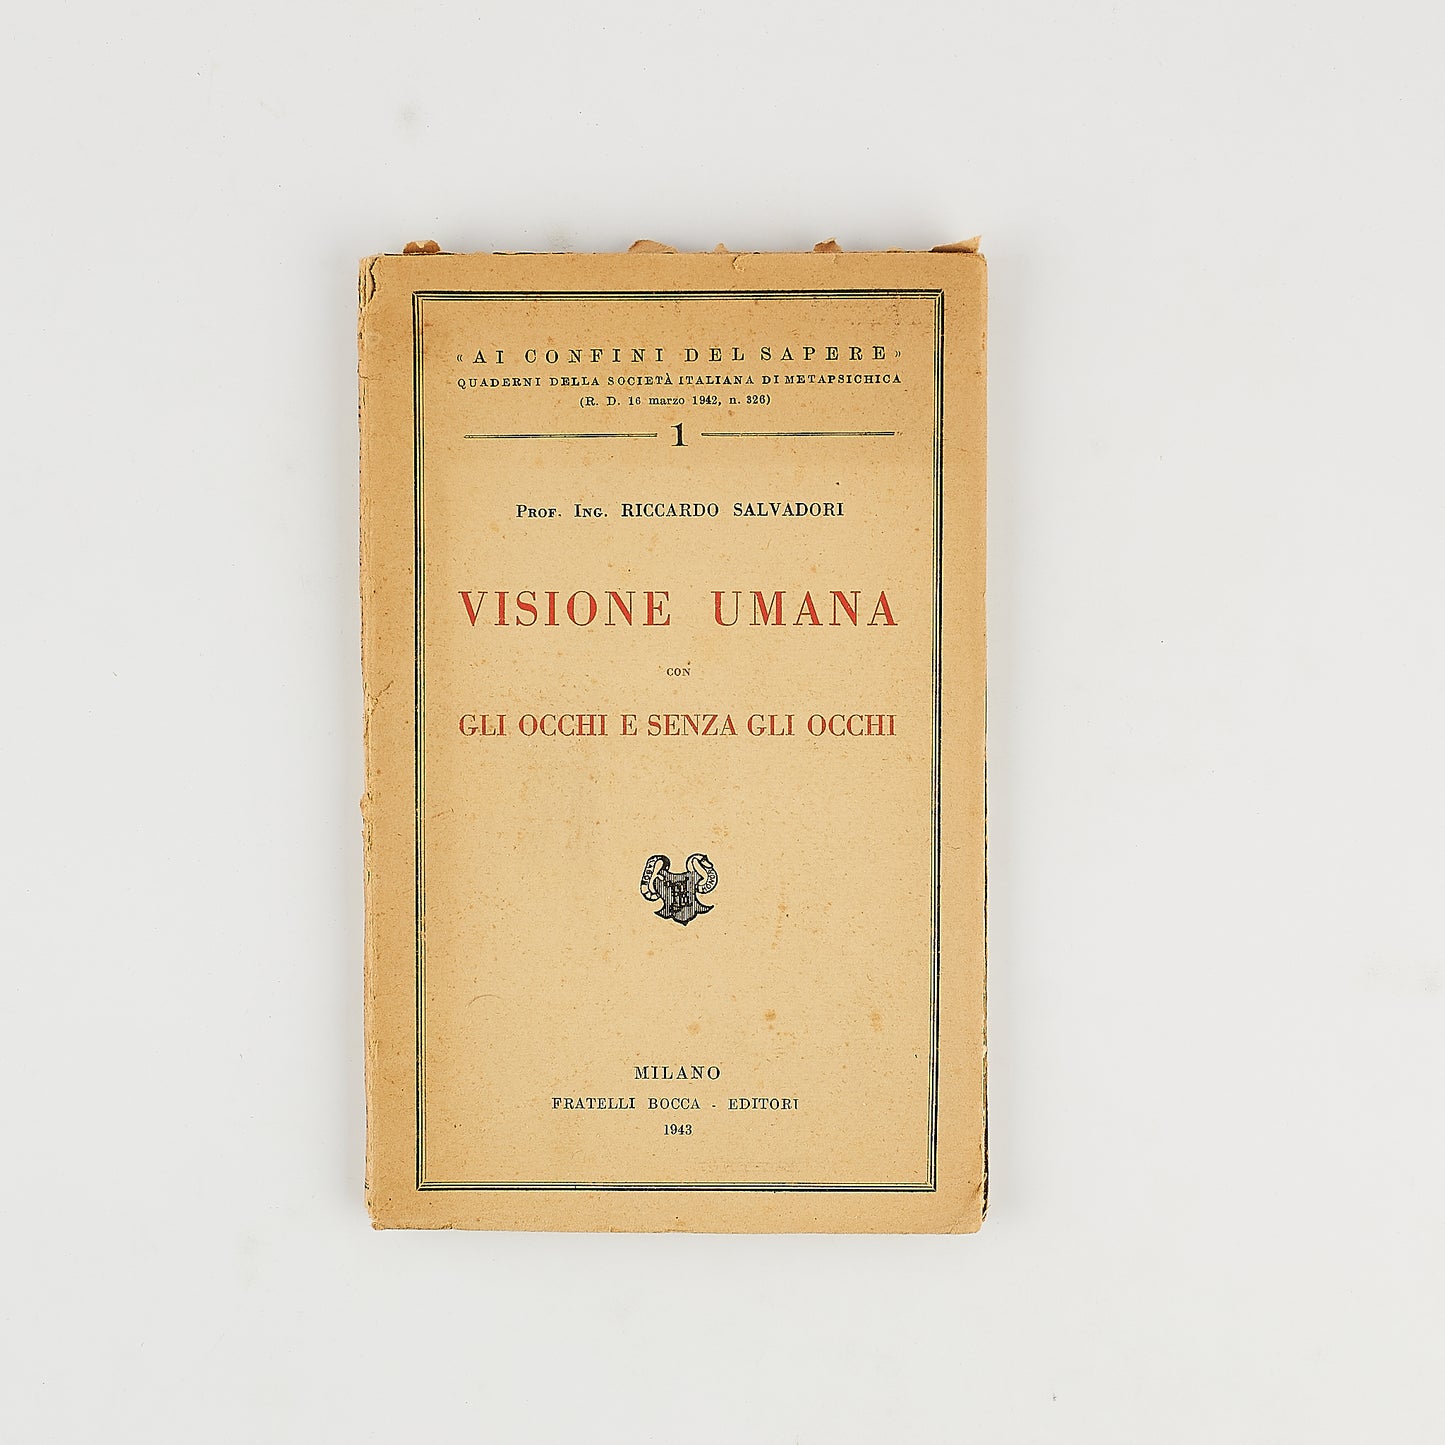 « AI CONFINI DEL SAPERE »
QUADERNI DELLA SOCIETÀ ITALIANA DI METAPSICHICA
(R. D. 16 marzo 1942, n. 326)
1
PROF. ING. RICCARDO SALVADORI
VISIONE UMANA
CON
GLI OCCHI E SENZA GLI OCCHI
LABOR
MILANO
FRATELLI BOCCA - EDITORI
1943